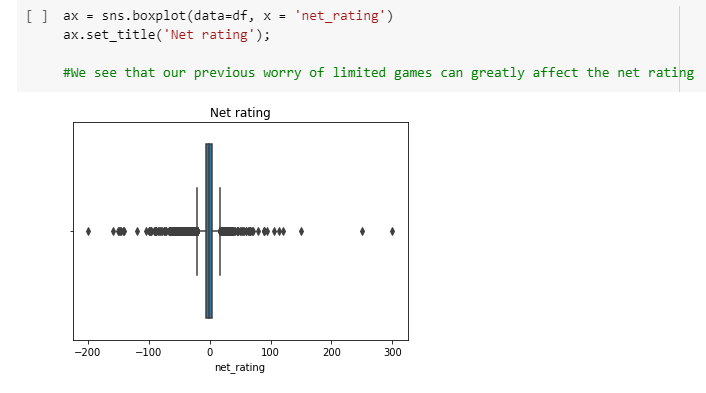 [ ] ax = sns.boxplot(data=df, x = 'net_rating')
ax.set_title('Net rating');
#We see that our previous worry of limited games can greatly affect the net rating
Net rating
−200 −100 0 100 200 300
net_rating